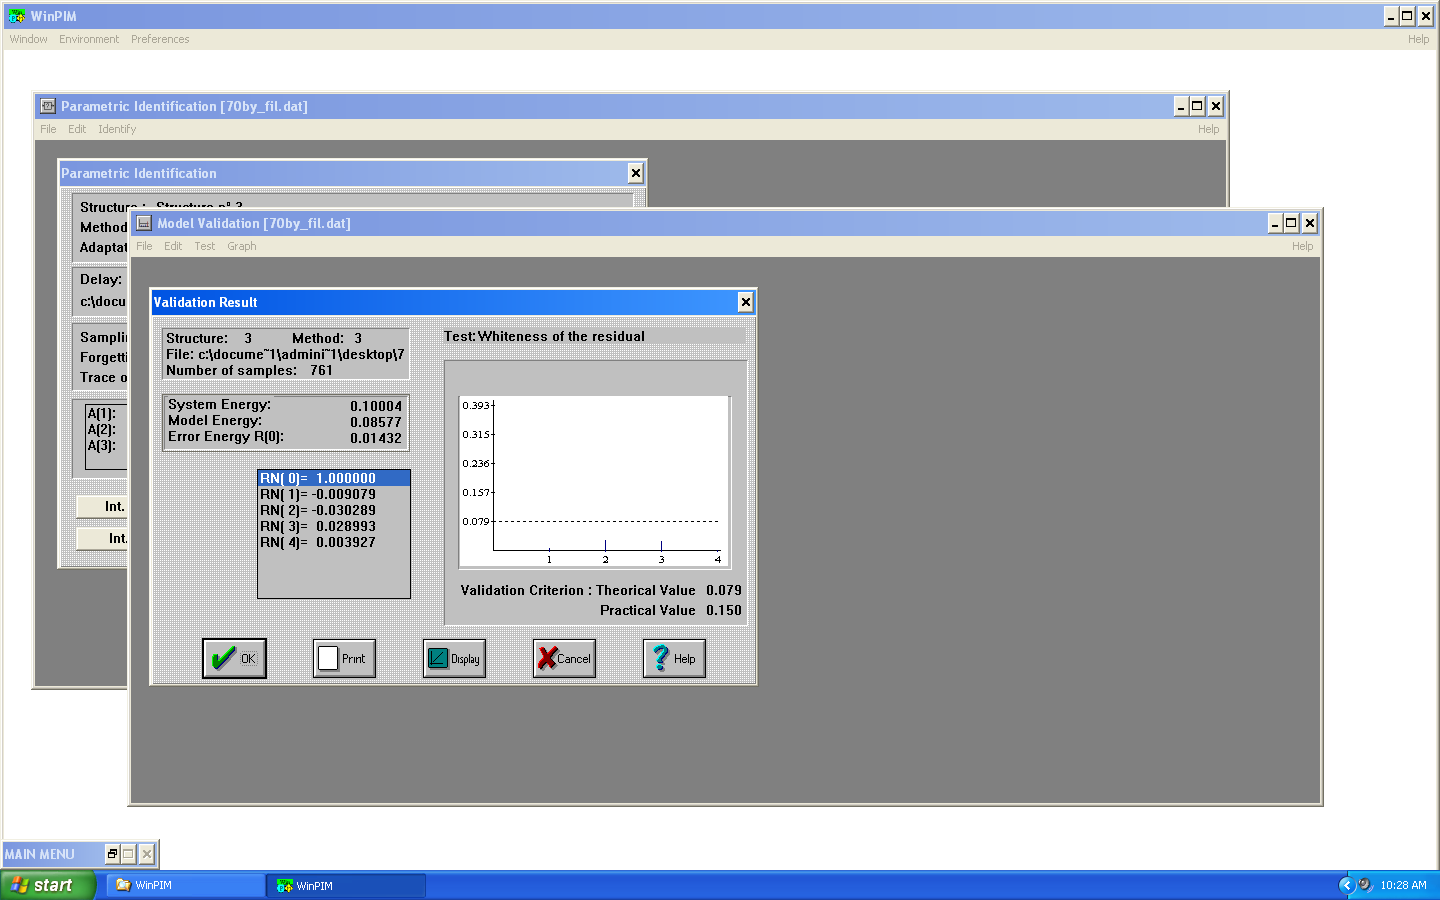 WinPIM
Window Environment Preferences Help
Parametric Identification [70by_fil.dat]
File Edit Identify Help
Parametric Identification
Structure : Structure n° 3
Method
Adaptat
Delay:
c:\docu
Sampli
Forgetti
Trace o
A(1):
A(2):
A(3):
Int.
Int.
Model Validation [70by_fil.dat]
File Edit Test Graph Help
Validation Result
Structure: 3 Method: 3
File: c:\docume~1\admini~1\desktop\7
Number of samples: 761
System Energy: 0.10004
Model Energy: 0.08577
Error Energy R(0): 0.01432
RN( 0)= 1.000000
RN( 1)= -0.009079
RN( 2)= -0.030289
RN( 3)= 0.028993
RN( 4)= 0.003927
Test: Whiteness of the residual
0.393
0.315
0.236
0.157
0.079
1 2 3 4
Validation Criterion : Theorical Value 0.079
Practical Value 0.150
OK Print Display Cancel Help
MAIN MENU
start WinPIM WinPIM 10:28 AM